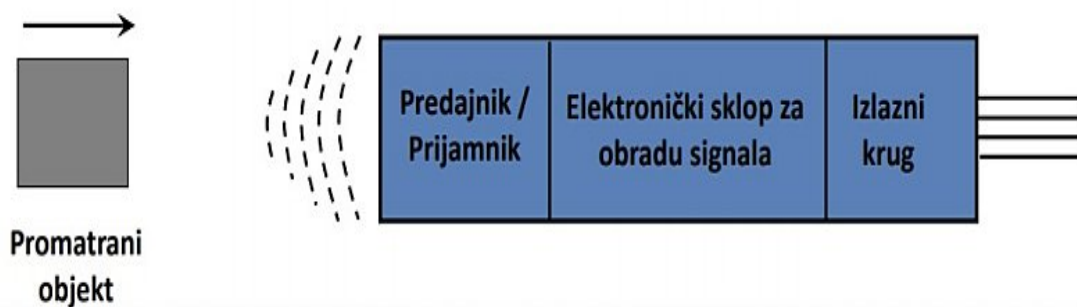 Predajnik /
Prijamnik
Elektronički sklop za
obradu signala
Izlazni
krug
Promatrani
objekt